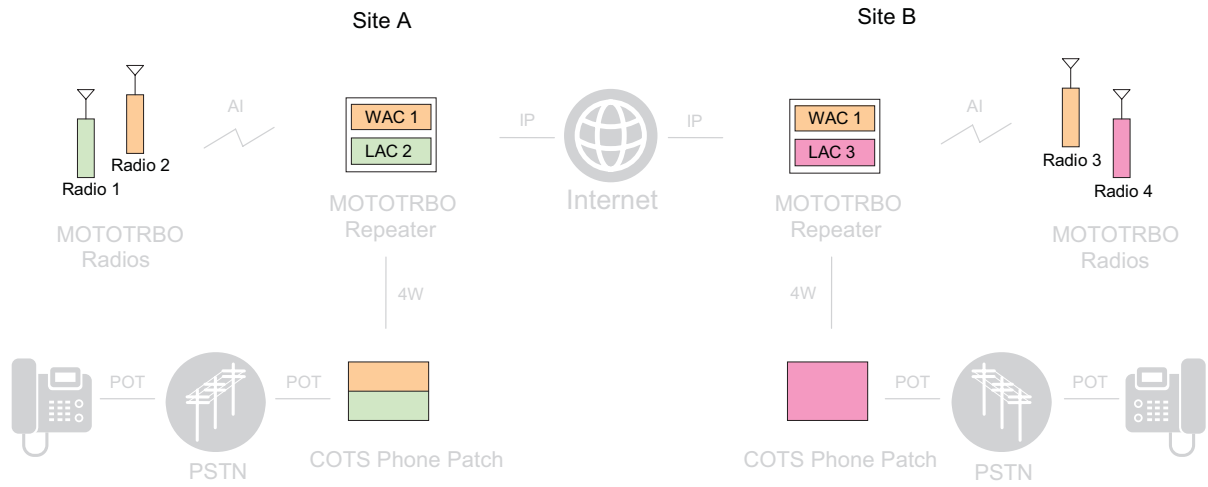 Site A
Site B
AI
WAC 1
LAC 2
IP
IP
WAC 1
LAC 3
AI
Radio 2
Radio 1
Radio 3
Radio 4
MOTOTRBO
Radios
MOTOTRBO
Repeater
Internet
MOTOTRBO
Repeater
MOTOTRBO
Radios
4W
4W
POT
POT
POT
POT
PSTN
COTS Phone Patch
COTS Phone Patch
PSTN